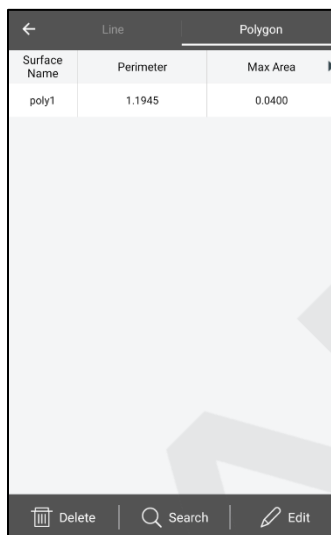 Line Polygon
Surface Name Perimeter Max Area
poly1 1.1945 0.0400
Delete Search Edit